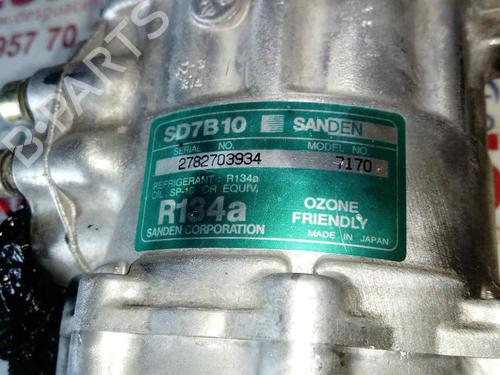 957 70
SD7B10 SANDEN
SERIAL NO. MODEL NO.
2782703934 7170
REFRIGERANT : R134a
OIL : SP-10 OR EQUIV.
R134a OZONE
FRIENDLY
SANDEN CORPORATION MADE IN JAPAN